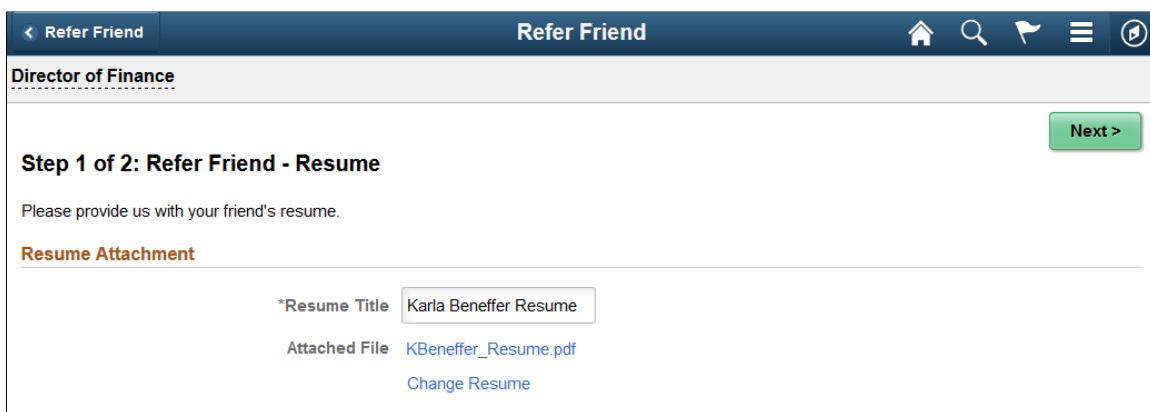 Refer Friend
Refer Friend
Director of Finance
Next >
Step 1 of 2: Refer Friend - Resume
Please provide us with your friend's resume.
Resume Attachment
*Resume Title Karla Beneffer Resume
Attached File KBeneffer_Resume.pdf
Change Resume